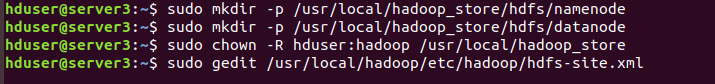 hduser@server3:~$ sudo mkdir -p /usr/local/hadoop_store/hdfs/namenode
hduser@server3:~$ sudo mkdir -p /usr/local/hadoop_store/hdfs/datanode
hduser@server3:~$ sudo chown -R hduser:hadoop /usr/local/hadoop_store
hduser@server3:~$ sudo gedit /usr/local/hadoop/etc/hadoop/hdfs-site.xml